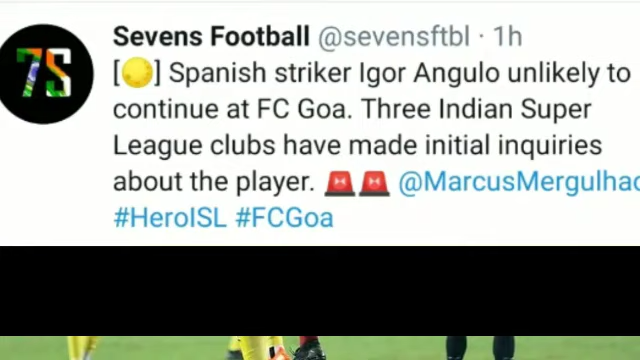 7S
Sevens Football @sevensftbl · 1h
[🟡] Spanish striker Igor Angulo unlikely to
continue at FC Goa. Three Indian Super
League clubs have made initial inquiries
about the player. 🚨🚨 @MarcusMergulhao
#HeroISL #FCGoa